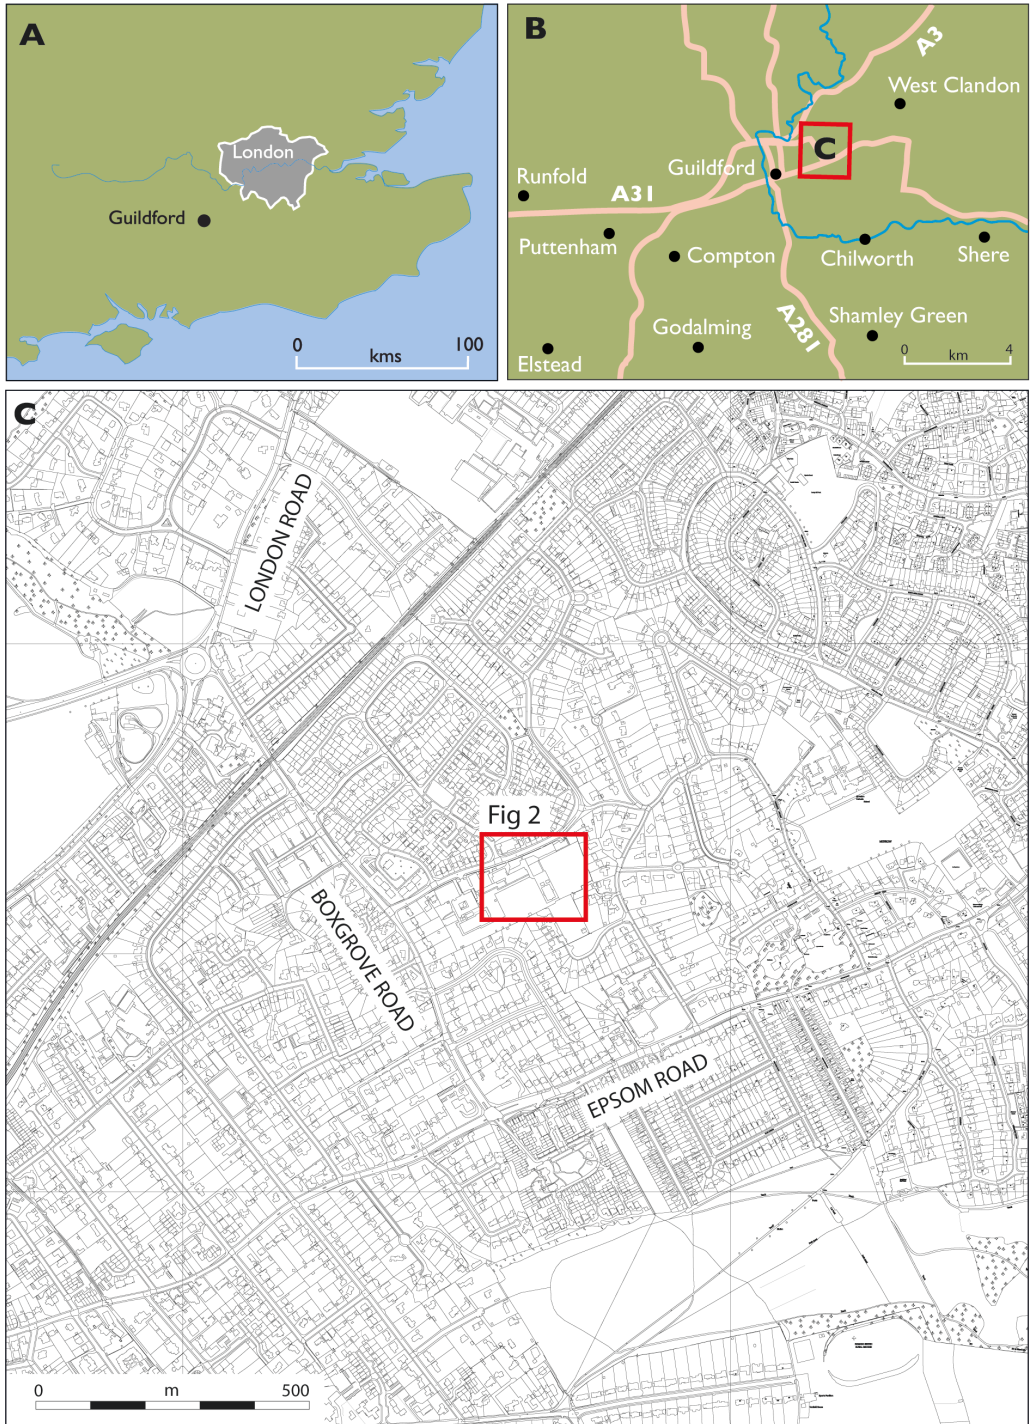 A
London
Guildford
0
100
kms
B
A3
West Clandon
C
Guildford
Runfold
A31
Puttenham
Compton
Chilworth
Shere
A281
Shamley Green
Godalming
Elstead
0
4
km
C
LONDON ROAD
Fig 2
BOXGROVE ROAD
EPSOM ROAD
0
m
500